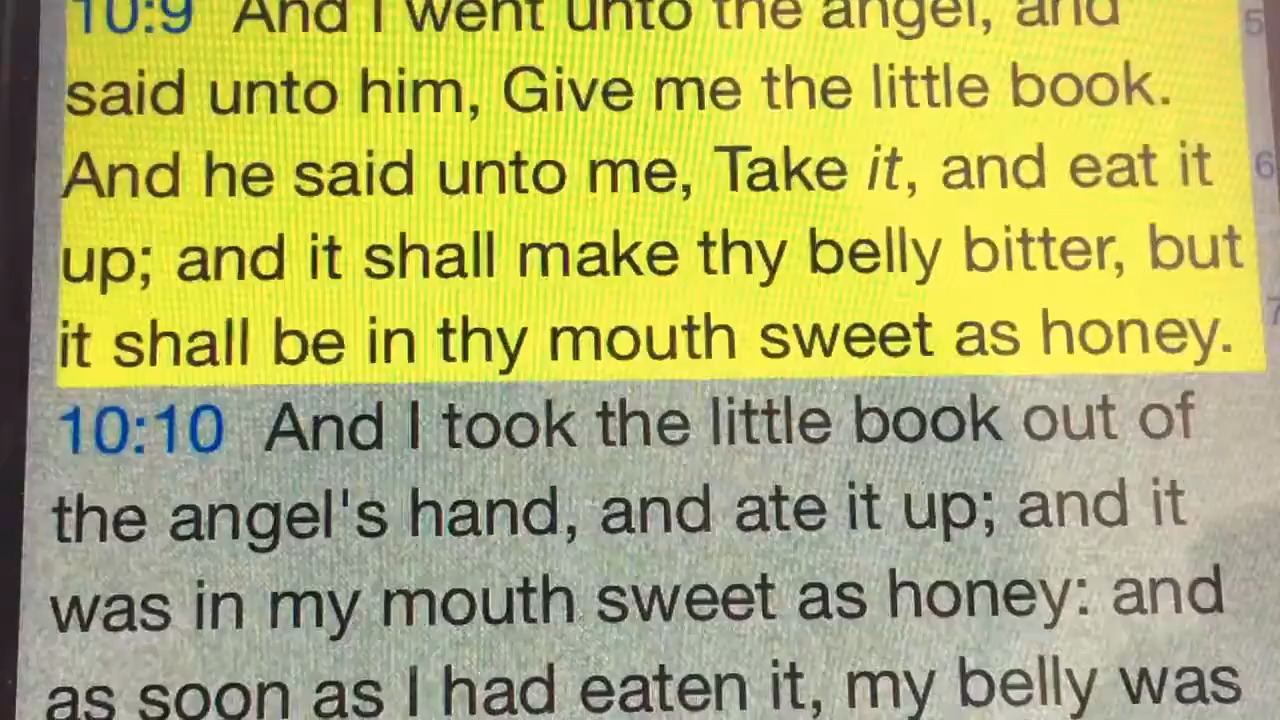 10:9 And I went unto the angel, and
said unto him, Give me the little book.
And he said unto me, Take it, and eat it
up; and it shall make thy belly bitter, but
it shall be in thy mouth sweet as honey.
10:10 And I took the little book out of
the angel's hand, and ate it up; and it
was in my mouth sweet as honey: and
as soon as I had eaten it, my belly was
5
6
7